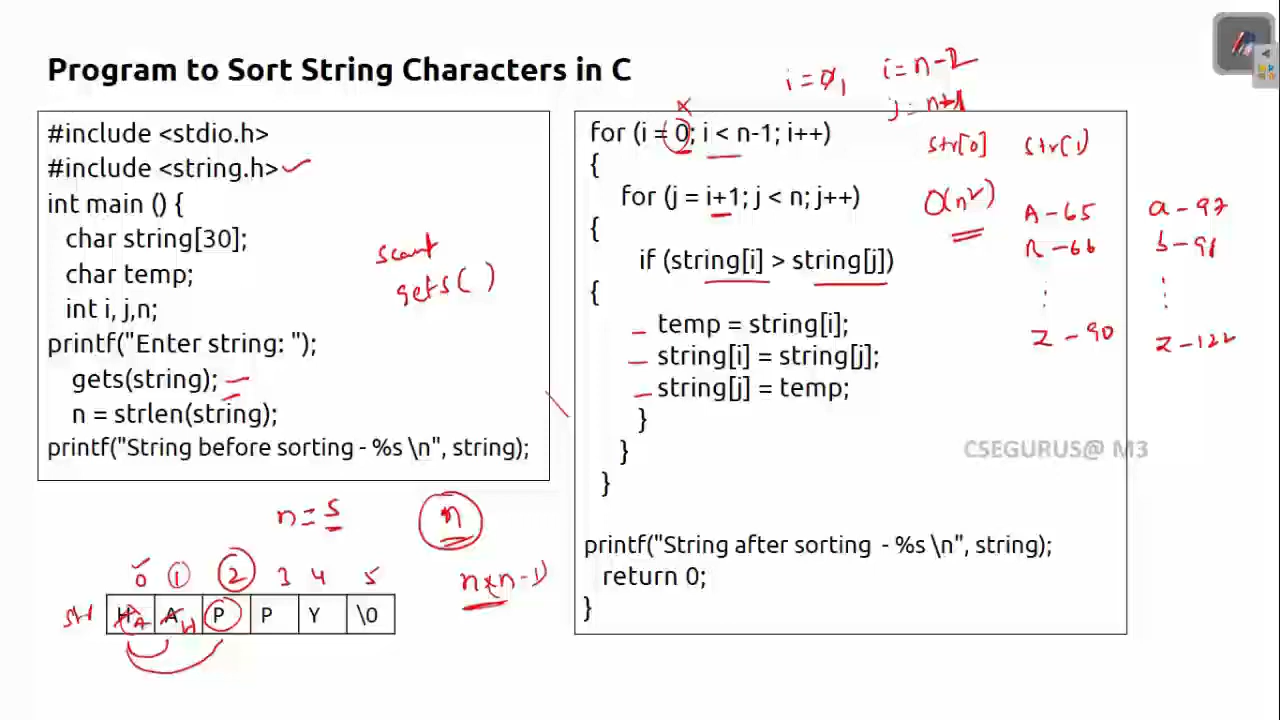 Program to Sort String Characters in C
#include <stdio.h>
#include <string.h>
int main () {
char string[30];
char temp;
int i, j,n;
printf("Enter string: ");
gets(string);
n = strlen(string);
printf("String before sorting - %s \n", string);
scanf
gets( )
n = 5
n
n*n-1)
0 1 2 3 4 5
str H A A H P P Y \0
i = 0, 1
i = n-2
j = n-1
for (i = 0; i < n-1; i++)
{
for (j = i+1; j < n; j++)
{
if (string[i] > string[j])
{
temp = string[i];
string[i] = string[j];
string[j] = temp;
}
}
}
printf("String after sorting - %s \n", string);
return 0;
}
str[0] str[1]
O(n²)
A - 65 a - 97
B - 66 b - 98
⋮ ⋮
Z - 90 z - 122
CSEGURUS@ M3